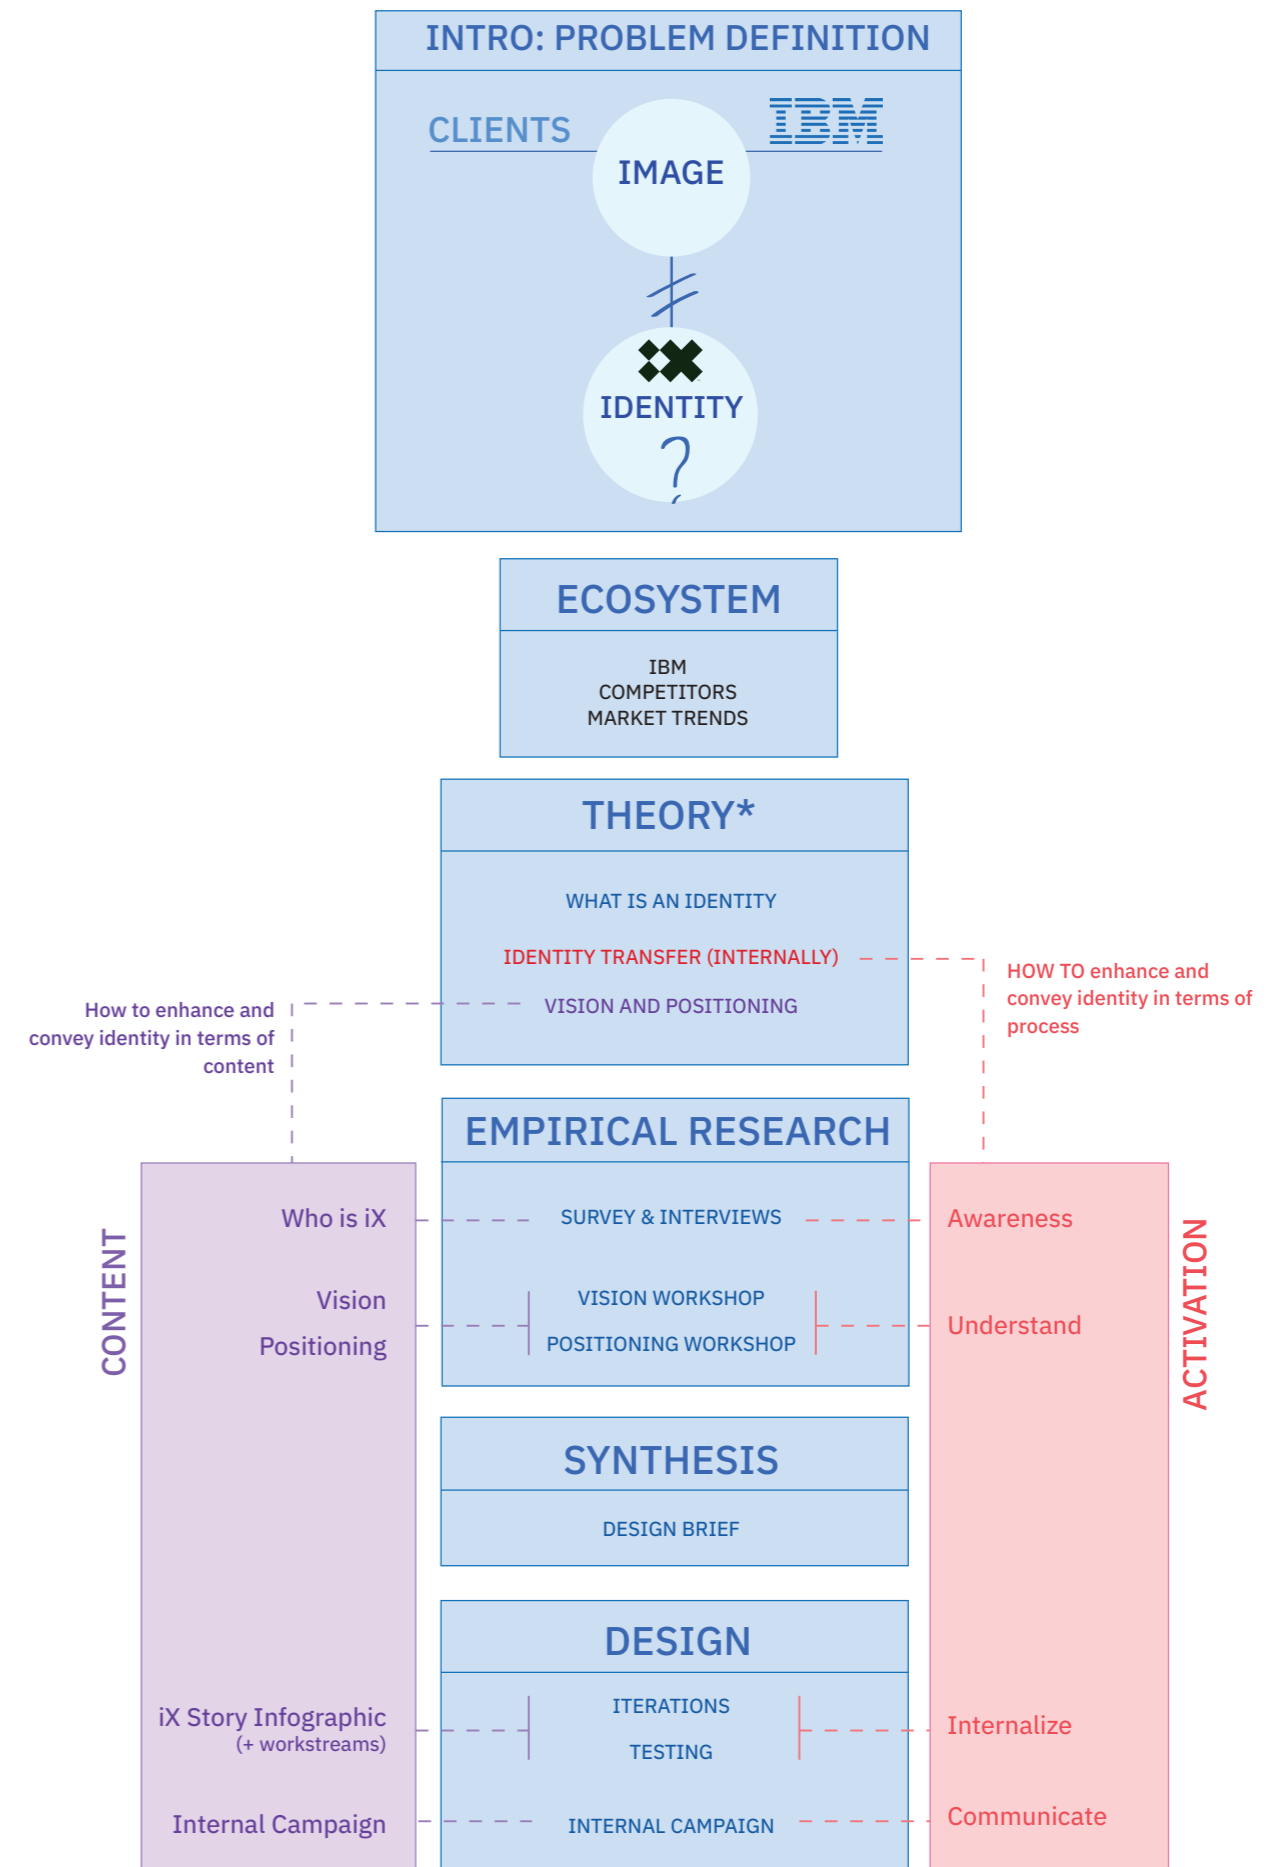 INTRO: PROBLEM DEFINITION
CLIENTS
IBM
IMAGE
iX
IDENTITY
?
ECOSYSTEM
IBM
COMPETITORS
MARKET TRENDS
THEORY*
WHAT IS AN IDENTITY
IDENTITY TRANSFER (INTERNALLY)
VISION AND POSITIONING
HOW TO enhance and
convey identity in terms of
process
How to enhance and
convey identity in terms of
content
EMPIRICAL RESEARCH
CONTENT
Who is iX
SURVEY & INTERVIEWS
Awareness
Vision
Positioning
VISION WORKSHOP
POSITIONING WORKSHOP
Understand
ACTIVATION
SYNTHESIS
DESIGN BRIEF
DESIGN
iX Story Infographic
(+ workstreams)
ITERATIONS
TESTING
Internalize
Internal Campaign
INTERNAL CAMPAIGN
Communicate